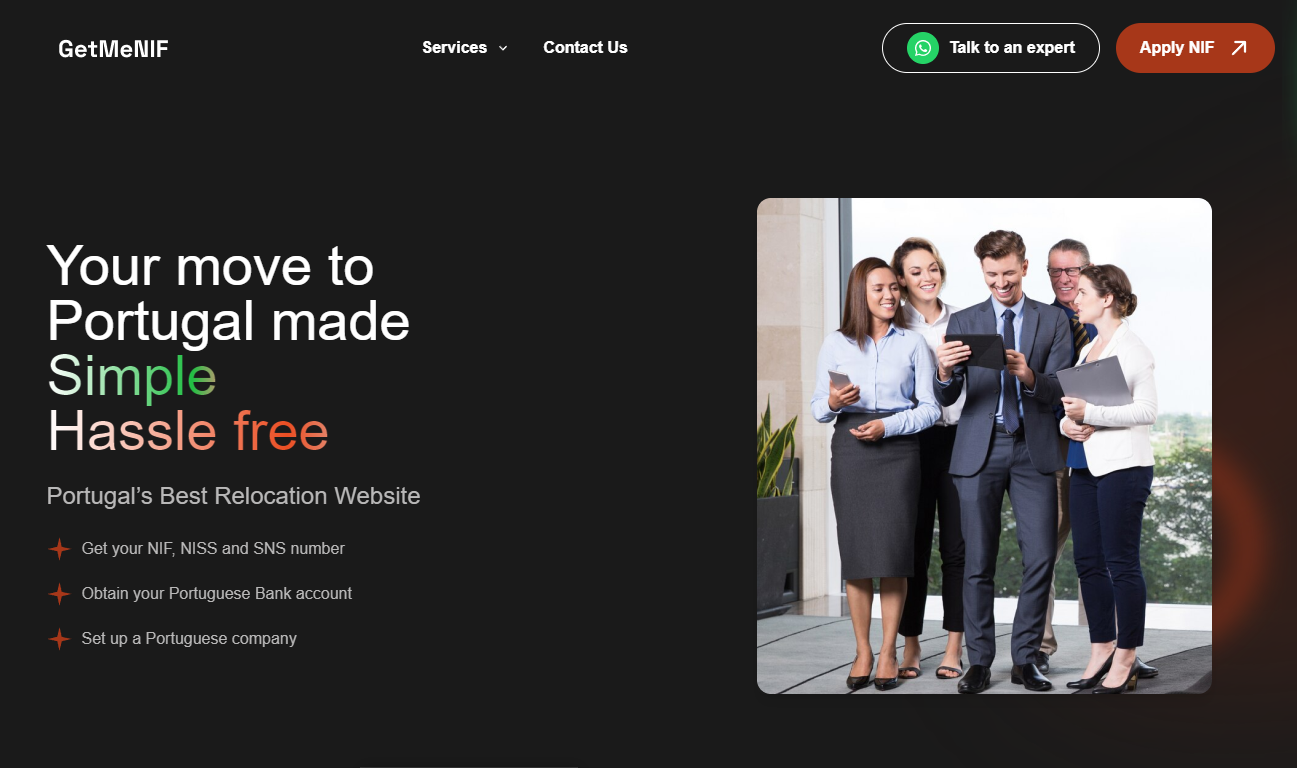 GetMeNIF
Services
Contact Us
Talk to an expert
Apply NIF
Your move to
Portugal made
Simple
Hassle free
Portugal’s Best Relocation Website
Get your NIF, NISS and SNS number
Obtain your Portuguese Bank account
Set up a Portuguese company